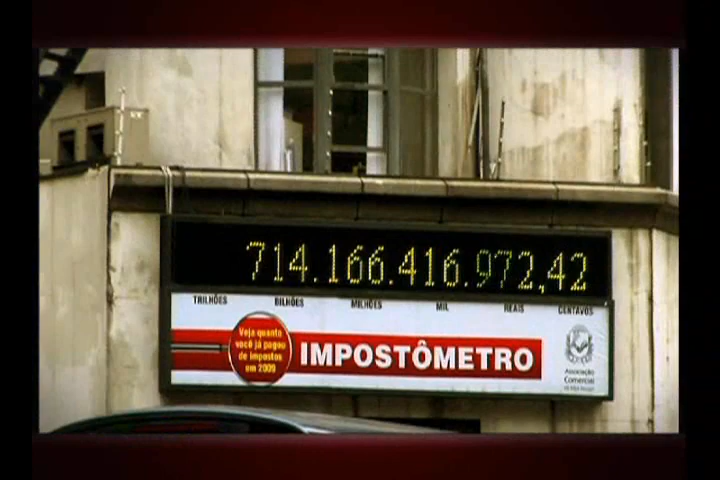 714.166.416.972,42
TRILHÕES BILHÕES MILHÕES MIL REAIS CENTAVOS
Veja quanto
você já pagou
de impostos
em 2009
IMPOSTÔMETRO
Associação
Comercial